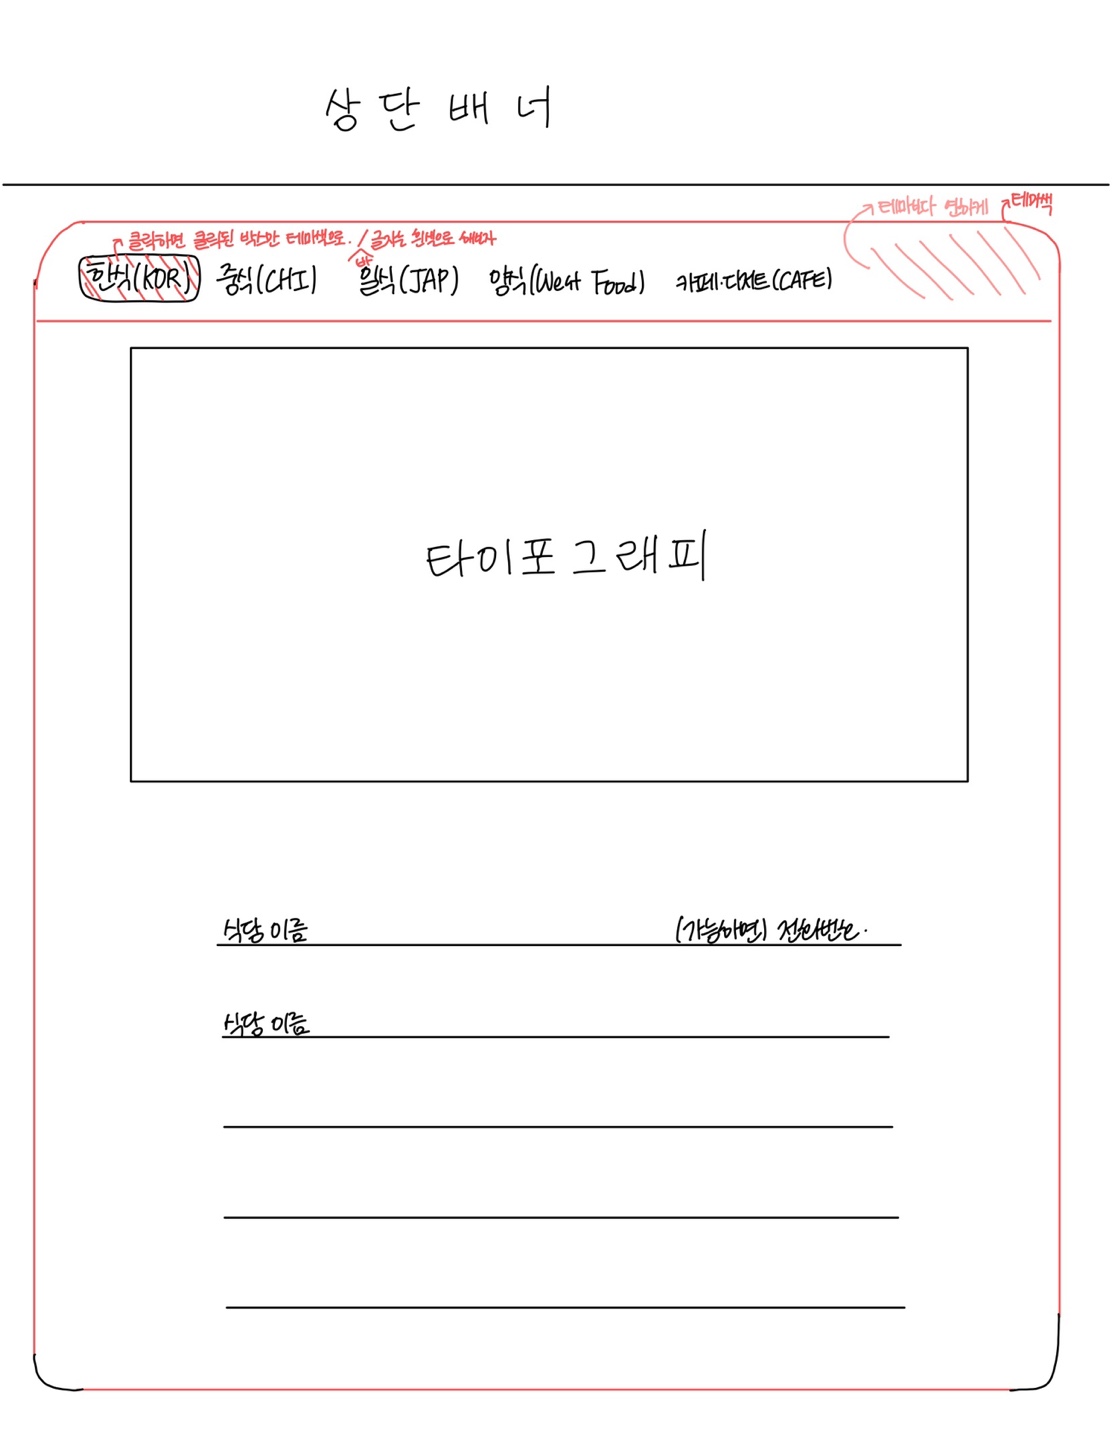 상단배너
테마보다 연하게
테마색
클릭하면 클릭된 박스만 테마색으로. / 글자는 흰색으로
바
한식(KOR) 중식(CHI) 일식(JAP) 양식(West Food) 카페·디저트(CAFE)
타이포그래피
식당 이름 (가능하면) 전화번호.
식당 이름